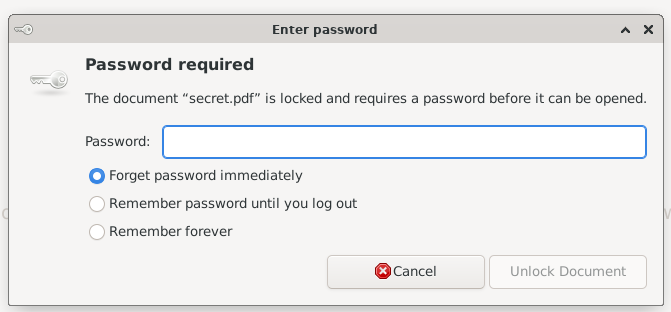 Enter password
Password required
The document “secret.pdf” is locked and requires a password before it can be opened.
Password:
Forget password immediately
Remember password until you log out
Remember forever
Cancel
Unlock Document